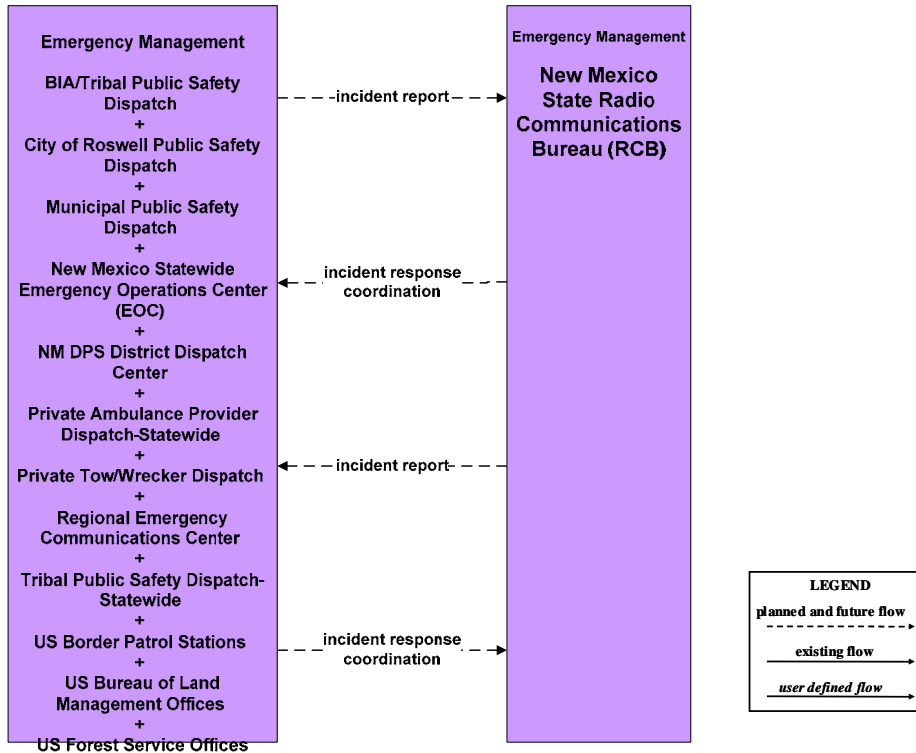 Emergency Management
BIA/Tribal Public Safety
Dispatch
+
City of Roswell Public Safety
Dispatch
+
Municipal Public Safety
Dispatch
+
New Mexico Statewide
Emergency Operations Center
(EOC)
+
NM DPS District Dispatch
Center
+
Private Ambulance Provider
Dispatch-Statewide
+
Private Tow/Wrecker Dispatch
+
Regional Emergency
Communications Center
+
Tribal Public Safety Dispatch-
Statewide
+
US Border Patrol Stations
+
US Bureau of Land
Management Offices
+
US Forest Service Offices
incident report
incident response
coordination
incident report
incident response
coordination
Emergency Management
New Mexico
State Radio
Communications
Bureau (RCB)
LEGEND
planned and future flow
existing flow
user defined flow